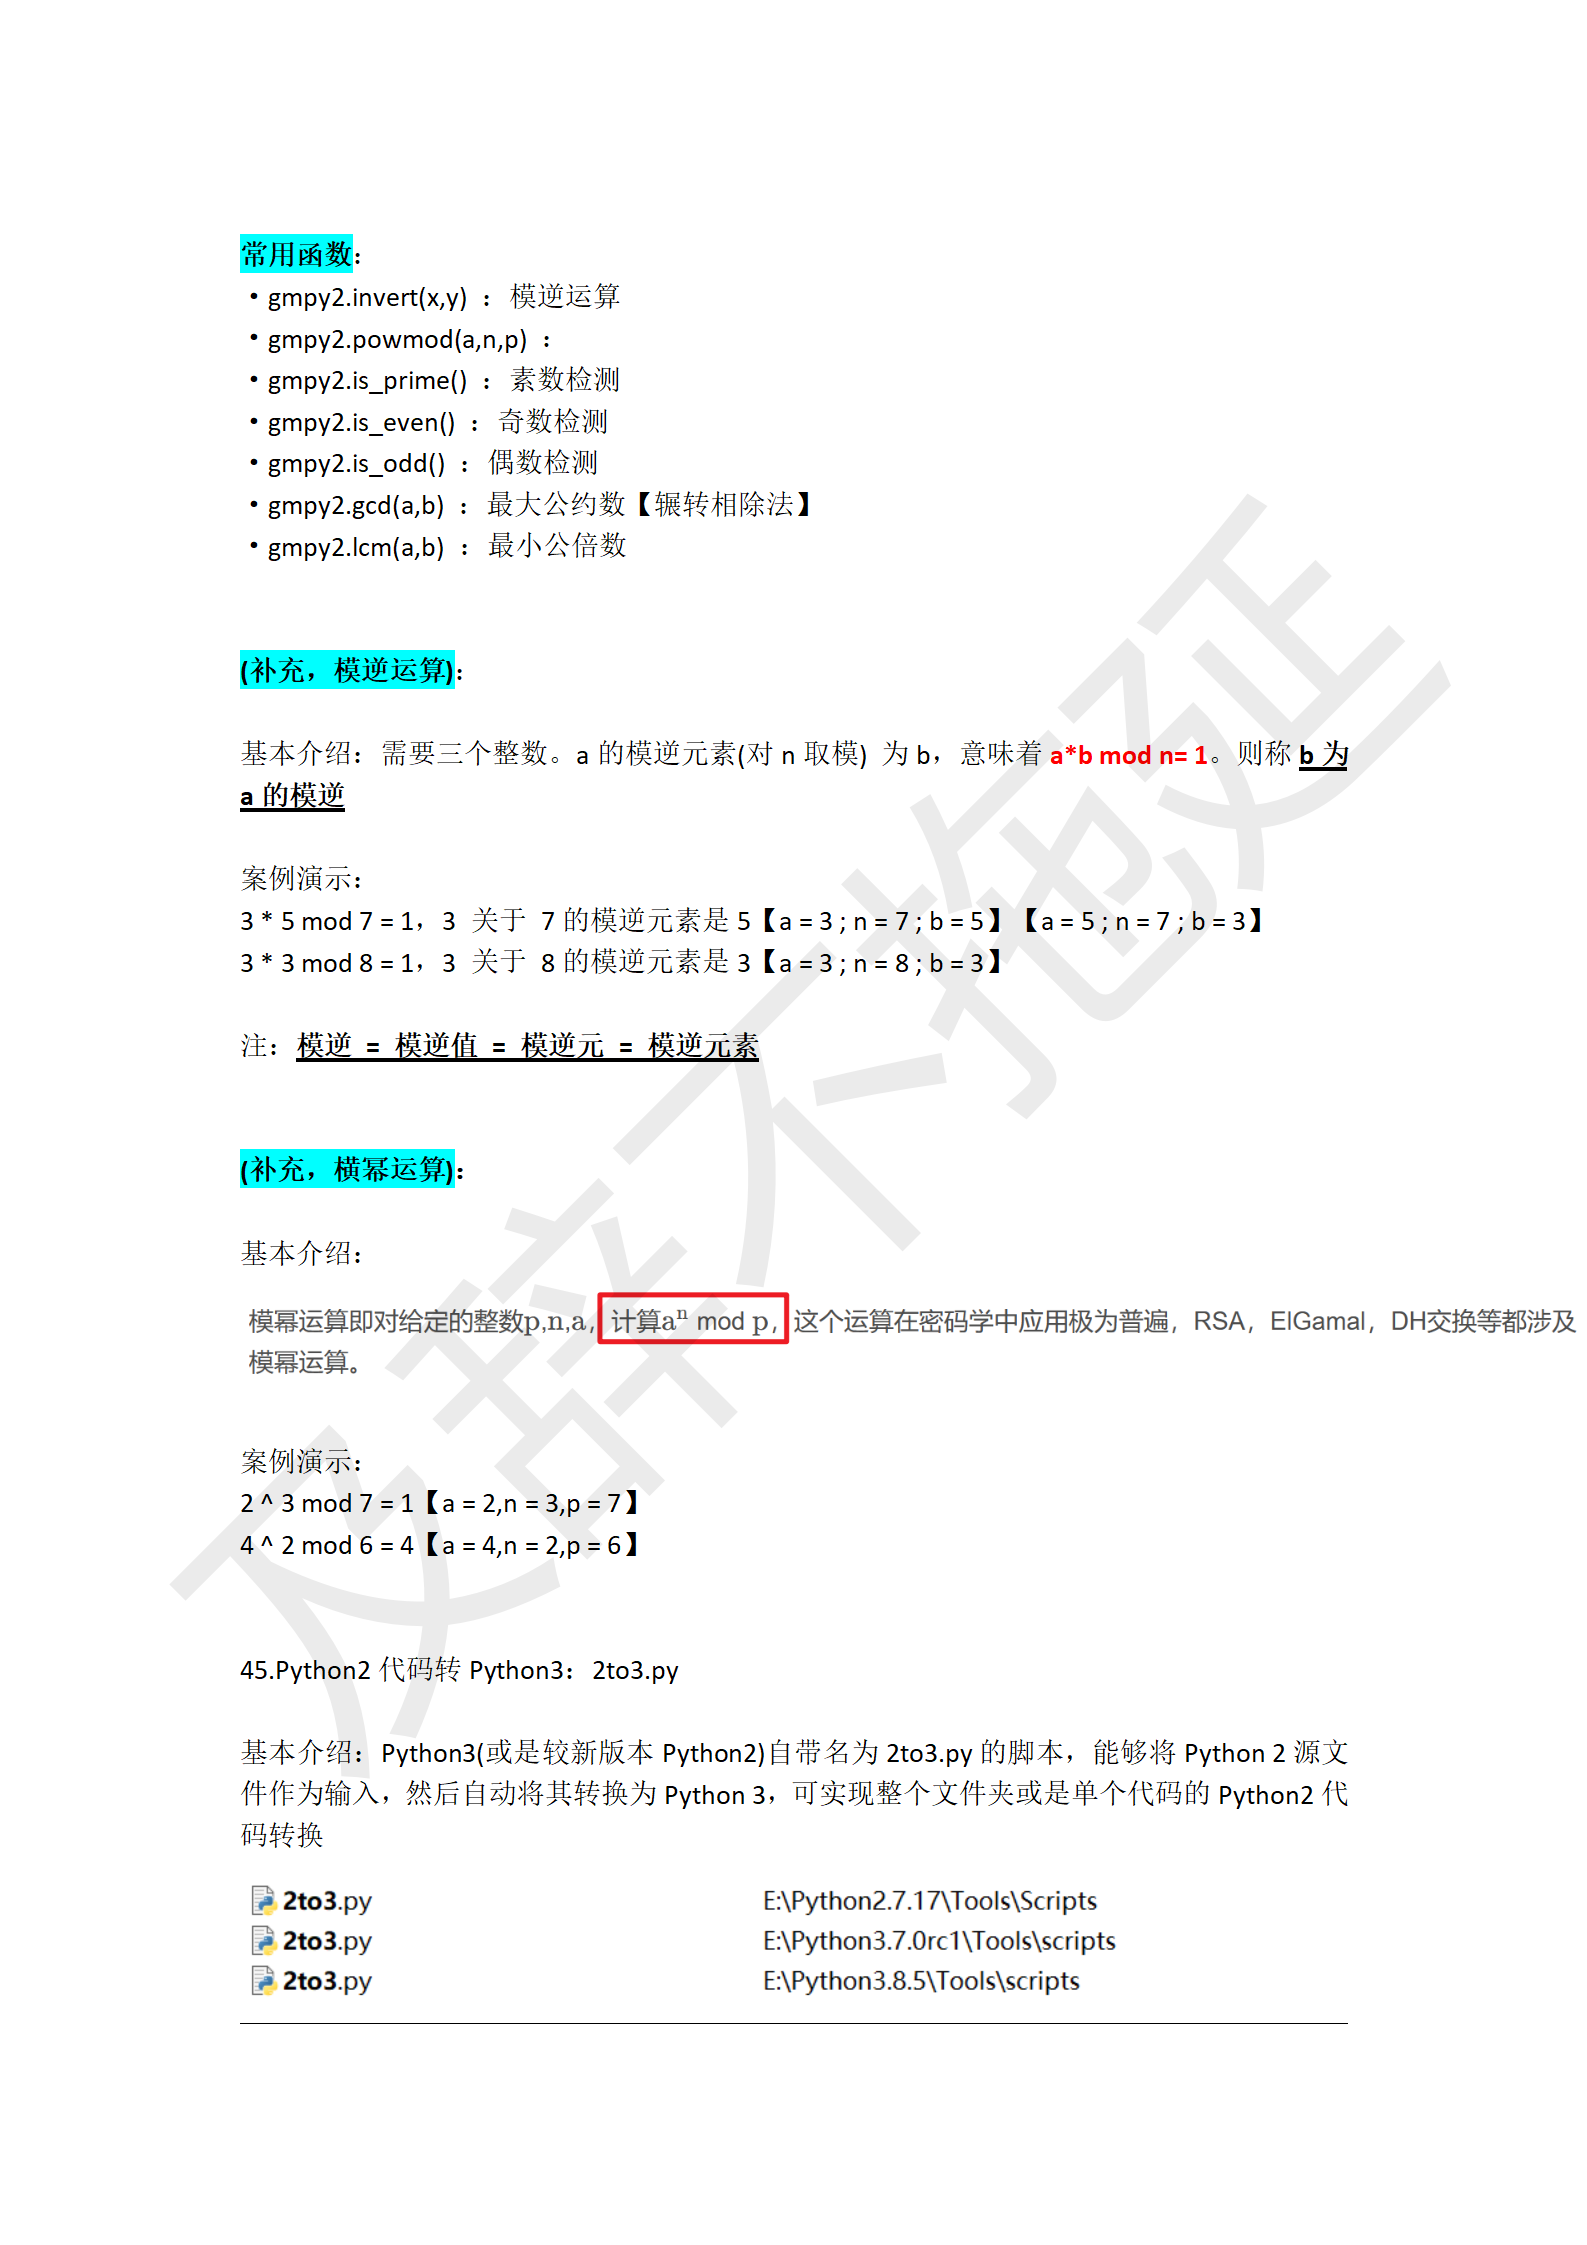 常用函数：
・gmpy2.invert(x,y) ：模逆运算
・gmpy2.powmod(a,n,p) ：
・gmpy2.is_prime() ：素数检测
・gmpy2.is_even() ：奇数检测
・gmpy2.is_odd() ：偶数检测
・gmpy2.gcd(a,b) ：最大公约数【辗转相除法】
・gmpy2.lcm(a,b) ：最小公倍数
(补充，模逆运算)：
基本介绍：需要三个整数。a 的模逆元素(对 n 取模) 为 b，意味着 a*b mod n= 1。则称 b 为
a 的模逆
案例演示：
3 * 5 mod 7 = 1，3 关于 7 的模逆元素是 5【a = 3 ; n = 7 ; b = 5】【a = 5 ; n = 7 ; b = 3】
3 * 3 mod 8 = 1，3 关于 8 的模逆元素是 3【a = 3 ; n = 8 ; b = 3】
注：模逆 = 模逆值 = 模逆元 = 模逆元素
(补充，横幂运算)：
基本介绍：
模幂运算即对给定的整数p,n,a，计算aⁿ mod p，这个运算在密码学中应用极为普遍，RSA，ElGamal，DH交换等都涉及
模幂运算。
案例演示：
2 ^ 3 mod 7 = 1【a = 2,n = 3,p = 7】
4 ^ 2 mod 6 = 4【a = 4,n = 2,p = 6】
45.Python2 代码转 Python3：2to3.py
基本介绍：Python3(或是较新版本 Python2)自带名为 2to3.py 的脚本，能够将 Python 2 源文
件作为输入，然后自动将其转换为 Python 3，可实现整个文件夹或是单个代码的 Python2 代
码转换
2to3.py E:\Python2.7.17\Tools\Scripts
2to3.py E:\Python3.7.0rc1\Tools\scripts
2to3.py E:\Python3.8.5\Tools\scripts
及辞不拖延